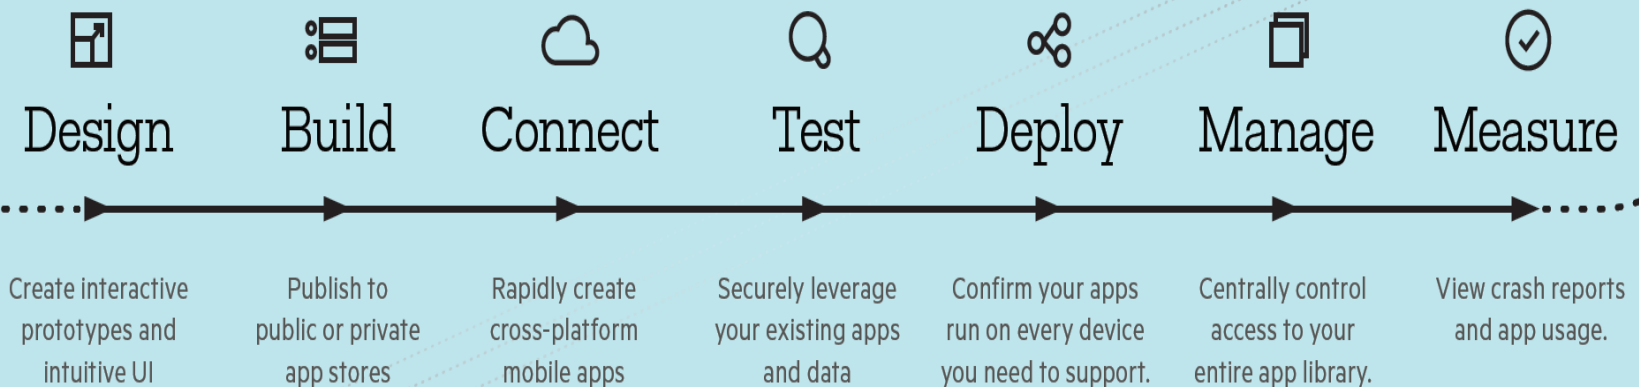 Design
Build
Connect
Test
Deploy
Manage
Measure
Create interactive
prototypes and
intuitive UI
Publish to
public or private
app stores
Rapidly create
cross-platform
mobile apps
Securely leverage
your existing apps
and data
Confirm your apps
run on every device
you need to support.
Centrally control
access to your
entire app library.
View crash reports
and app usage.